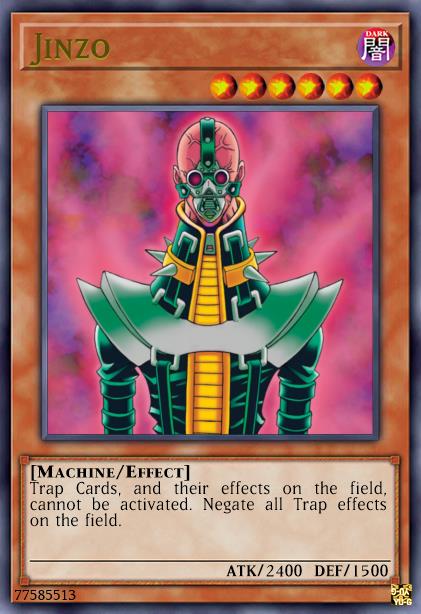 JINZO
DARK
闇
[MACHINE/EFFECT]
Trap Cards, and their effects on the field,
cannot be activated. Negate all Trap effects
on the field.
ATK/2400 DEF/1500
77585513